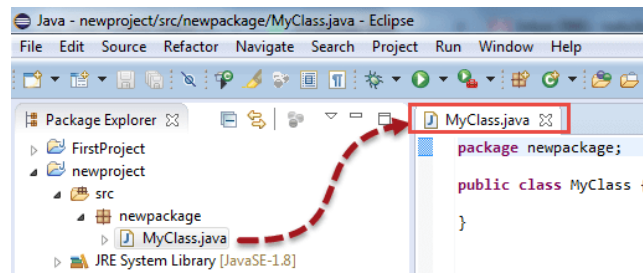 Java - newproject/src/newpackage/MyClass.java - Eclipse
File Edit Source Refactor Navigate Search Project Run Window Help
Package Explorer
FirstProject
newproject
src
newpackage
MyClass.java
JRE System Library [JavaSE-1.8]
MyClass.java
package newpackage;
public class MyClass {
}